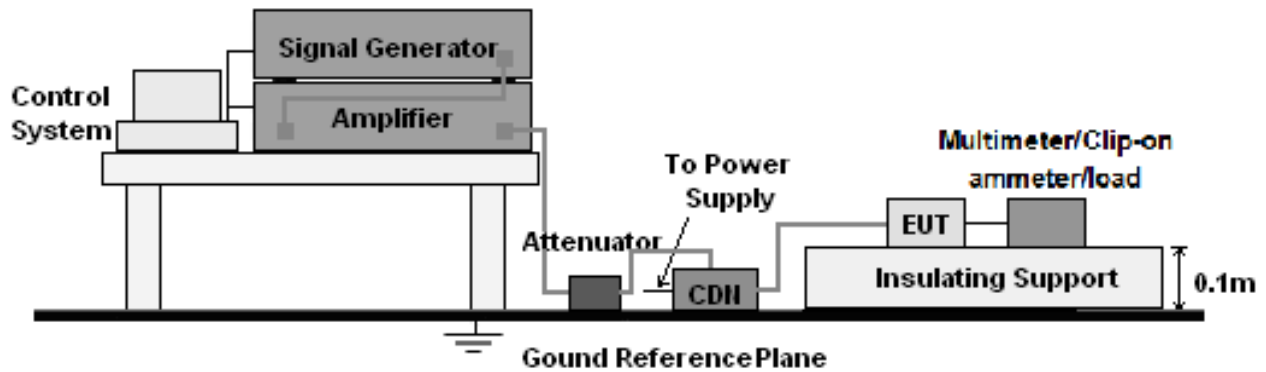 Signal Generator
Control
System
Amplifier
Multimeter/Clip-on
ammeter/load
To Power
Supply
EUT
Attenuator
CDN
Insulating Support
0.1m
Gound Reference Plane